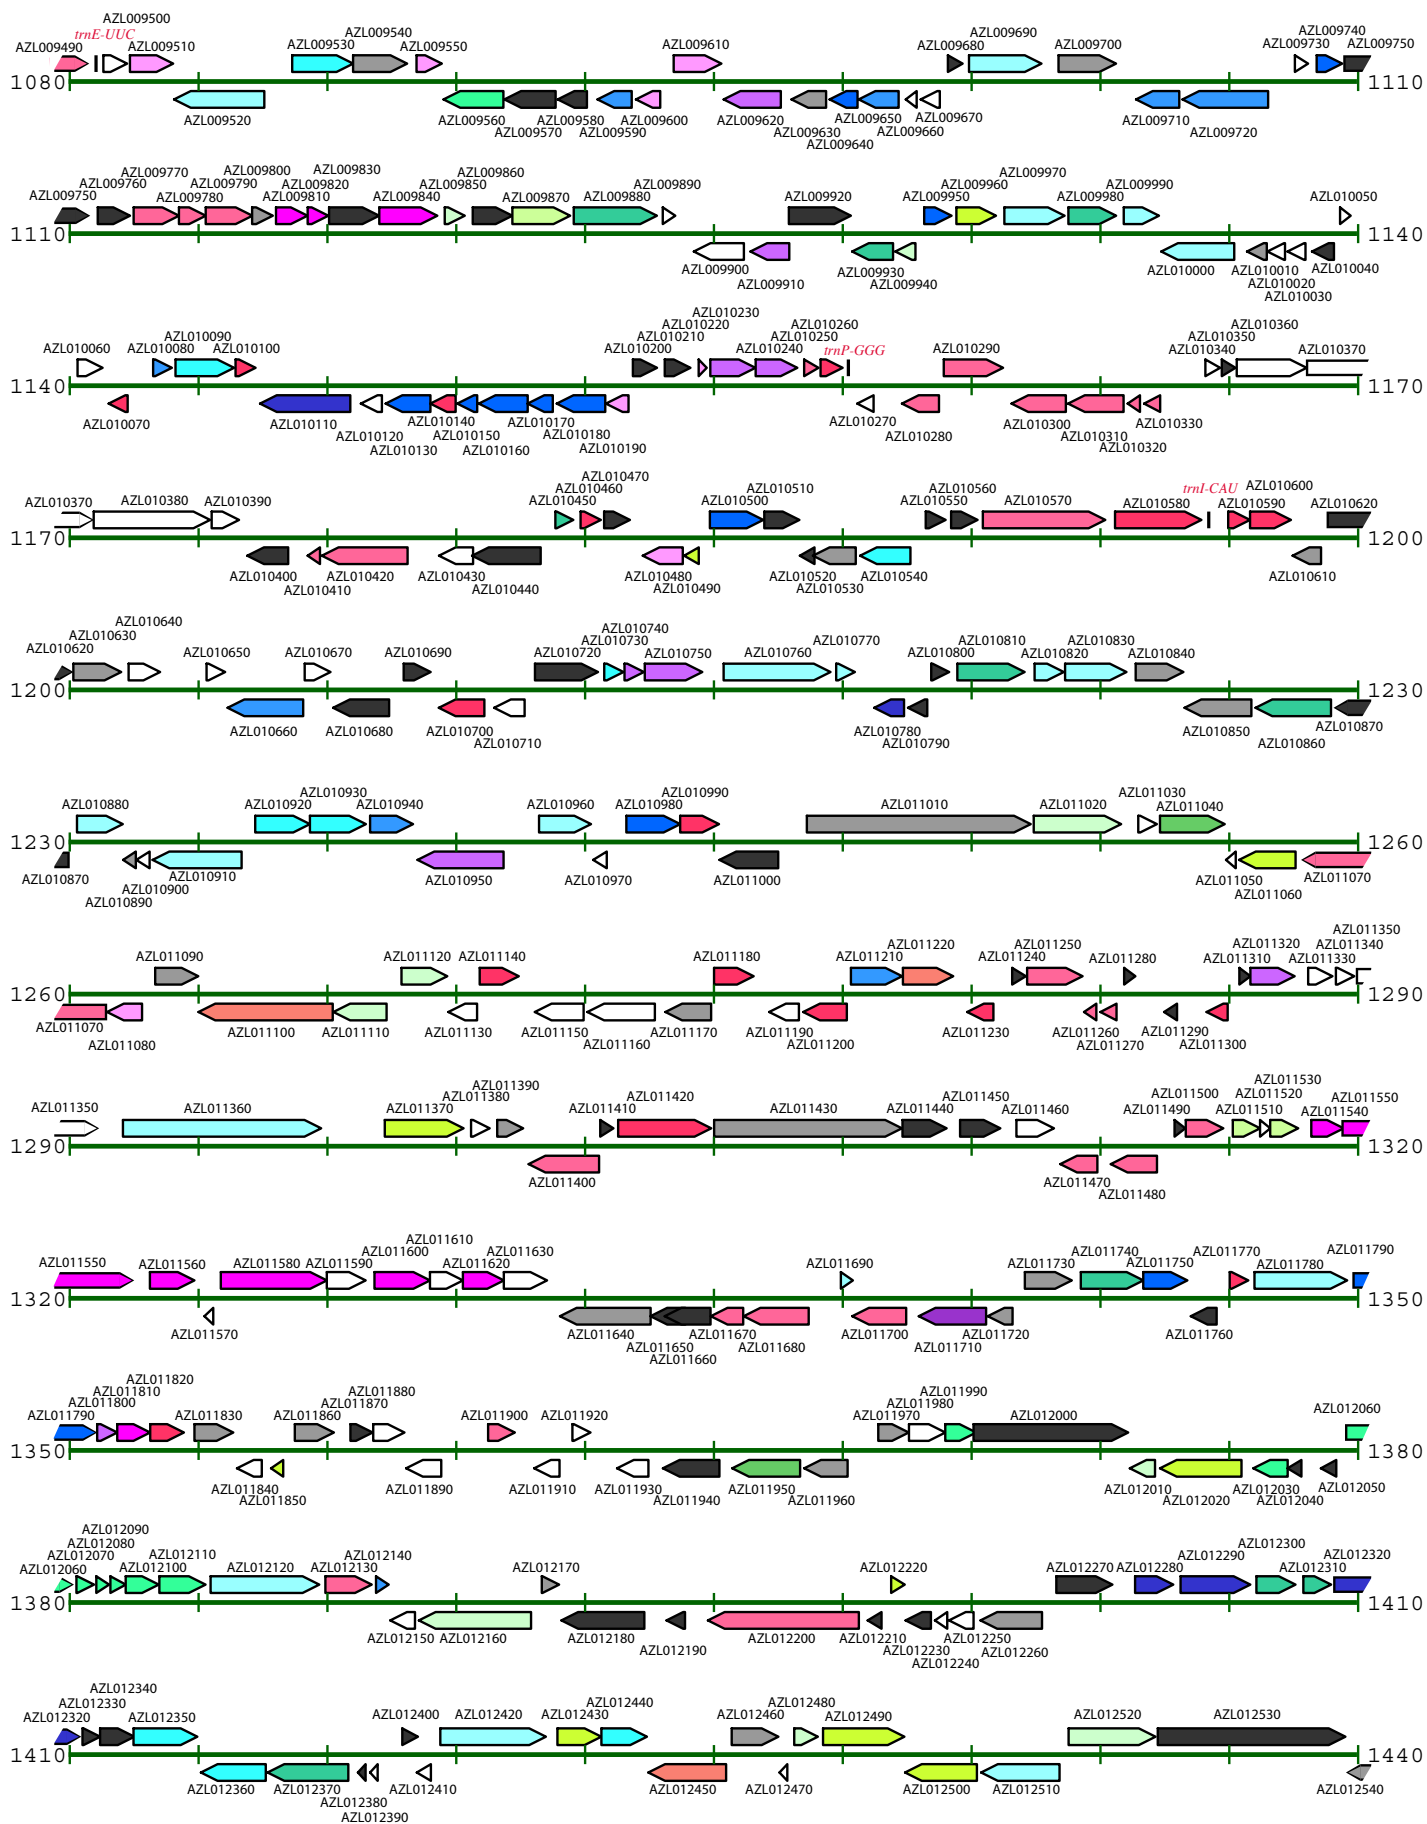 AZL009500
trnE-UUC
AZL009540
AZL009690
AZL009740
AZL009490 AZL009510 AZL009530 AZL009550 AZL009610 AZL009680 AZL009700 AZL009730 AZL009750
1080 1110
AZL009520 AZL009560 AZL009580 AZL009600 AZL009620 AZL009650 AZL009670 AZL009710
AZL009570 AZL009590 AZL009630 AZL009660 AZL009720
AZL009640
AZL009770 AZL009800 AZL009830 AZL009860 AZL009970
AZL009760 AZL009790 AZL009820 AZL009850 AZL009890 AZL009960 AZL009990
AZL009750 AZL009780 AZL009810 AZL009840 AZL009870 AZL009880 AZL009920 AZL009950 AZL009980 AZL010050
1110 1140
AZL009900 AZL009930 AZL010000 AZL010010 AZL010040
AZL009910 AZL009940 AZL010020
AZL010030
AZL010230
AZL010220 AZL010260 AZL010360
AZL010090 AZL010210 AZL010250 AZL010350
AZL010060 AZL010080 AZL010100 AZL010200 AZL010240 trnP-GGG AZL010290 AZL010340 AZL010370
1140 1170
AZL010070 AZL010110 AZL010140 AZL010170 AZL010270 AZL010300 AZL010330
AZL010120 AZL010150 AZL010180 AZL010280 AZL010310
AZL010130 AZL010160 AZL010190 AZL010320
AZL010470
AZL010460 AZL010510 AZL010560 trnI-CAU AZL010600
AZL010370 AZL010380 AZL010390 AZL010450 AZL010500 AZL010550 AZL010570 AZL010580 AZL010590 AZL010620
1170 1200
AZL010400 AZL010420 AZL010430 AZL010480 AZL010520 AZL010540 AZL010610
AZL010410 AZL010440 AZL010490 AZL010530
AZL010640
AZL010630 AZL010740 AZL010770
AZL010620 AZL010650 AZL010670 AZL010690 AZL010720 AZL010730 AZL010750 AZL010760 AZL010800 AZL010810 AZL010820 AZL010830 AZL010840
1200 1230
AZL010660 AZL010680 AZL010700 AZL010780 AZL010850 AZL010870
AZL010710 AZL010790 AZL010860
AZL010930 AZL010990 AZL011030
AZL010880 AZL010920 AZL010940 AZL010960 AZL010980 AZL011010 AZL011020 AZL011040
1230 1260
AZL010870 AZL010900 AZL010910 AZL010950 AZL010970 AZL011000 AZL011050 AZL011070
AZL010890 AZL011060
AZL011350
AZL011220 AZL011250 AZL011320 AZL011340
AZL011090 AZL011120 AZL011140 AZL011180 AZL011210 AZL011240 AZL011280 AZL011310 AZL011330
1260 1290
AZL011070 AZL011100 AZL011110 AZL011130 AZL011150 AZL011170 AZL011190 AZL011230 AZL011260 AZL011290
AZL011080 AZL011160 AZL011200 AZL011270 AZL011300
AZL011390 AZL011530
AZL011380 AZL011420 AZL011450 AZL011500 AZL011520 AZL011550
AZL011350 AZL011360 AZL011370 AZL011410 AZL011430 AZL011440 AZL011460 AZL011490 AZL011510 AZL011540
1290 1320
AZL011400 AZL011470
AZL011480
AZL011610
AZL011600 AZL011630 AZL011740 AZL011770 AZL011790
AZL011550 AZL011560 AZL011580 AZL011590 AZL011620 AZL011690 AZL011730 AZL011750 AZL011780
1320 1350
AZL011570 AZL011640 AZL011670 AZL011700 AZL011720 AZL011760
AZL011650 AZL011680 AZL011710
AZL011660
AZL011820
AZL011810 AZL011880 AZL011990
AZL011800 AZL011870 AZL011980 AZL012060
AZL011790 AZL011830 AZL011860 AZL011900 AZL011920 AZL011970 AZL012000
1350 1380
AZL011840 AZL011890 AZL011910 AZL011930 AZL011950 AZL012010 AZL012030 AZL012050
AZL011850 AZL011940 AZL011960 AZL012020 AZL012040
AZL012090
AZL012080 AZL012300
AZL012070 AZL012110 AZL012140 AZL012290 AZL012320
AZL012060 AZL012100 AZL012120 AZL012130 AZL012170 AZL012220 AZL012270 AZL012280 AZL012310
1380 1410
AZL012150 AZL012160 AZL012180 AZL012200 AZL012210 AZL012250
AZL012190 AZL012230 AZL012260
AZL012240
AZL012340
AZL012330 AZL012440 AZL012480
AZL012320 AZL012350 AZL012400 AZL012420 AZL012430 AZL012460 AZL012490 AZL012520 AZL012530
1410 1440
AZL012360 AZL012370 AZL012410 AZL012450 AZL012470 AZL012500 AZL012510 AZL012540
AZL012380
AZL012390